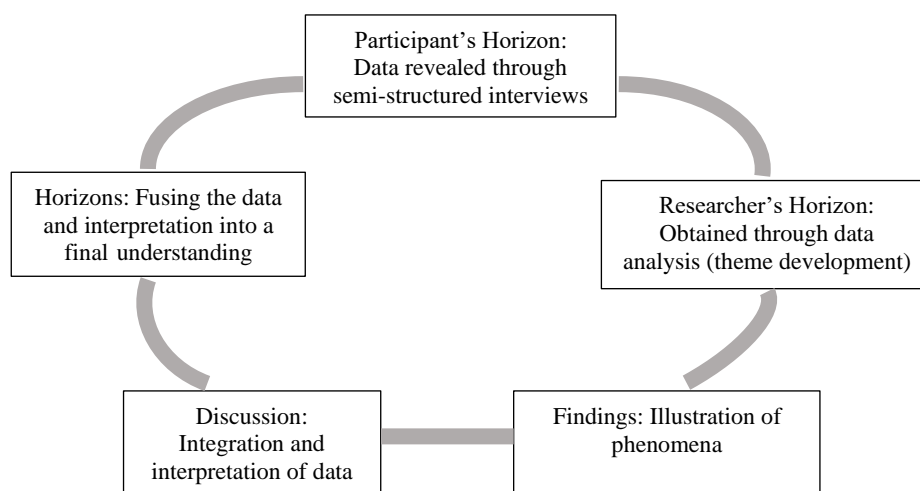 Participant’s Horizon:
Data revealed through
semi-structured interviews
Researcher’s Horizon:
Obtained through data
analysis (theme development)
Findings: Illustration of
phenomena
Discussion:
Integration and
interpretation of data
Horizons: Fusing the data
and interpretation into a
final understanding